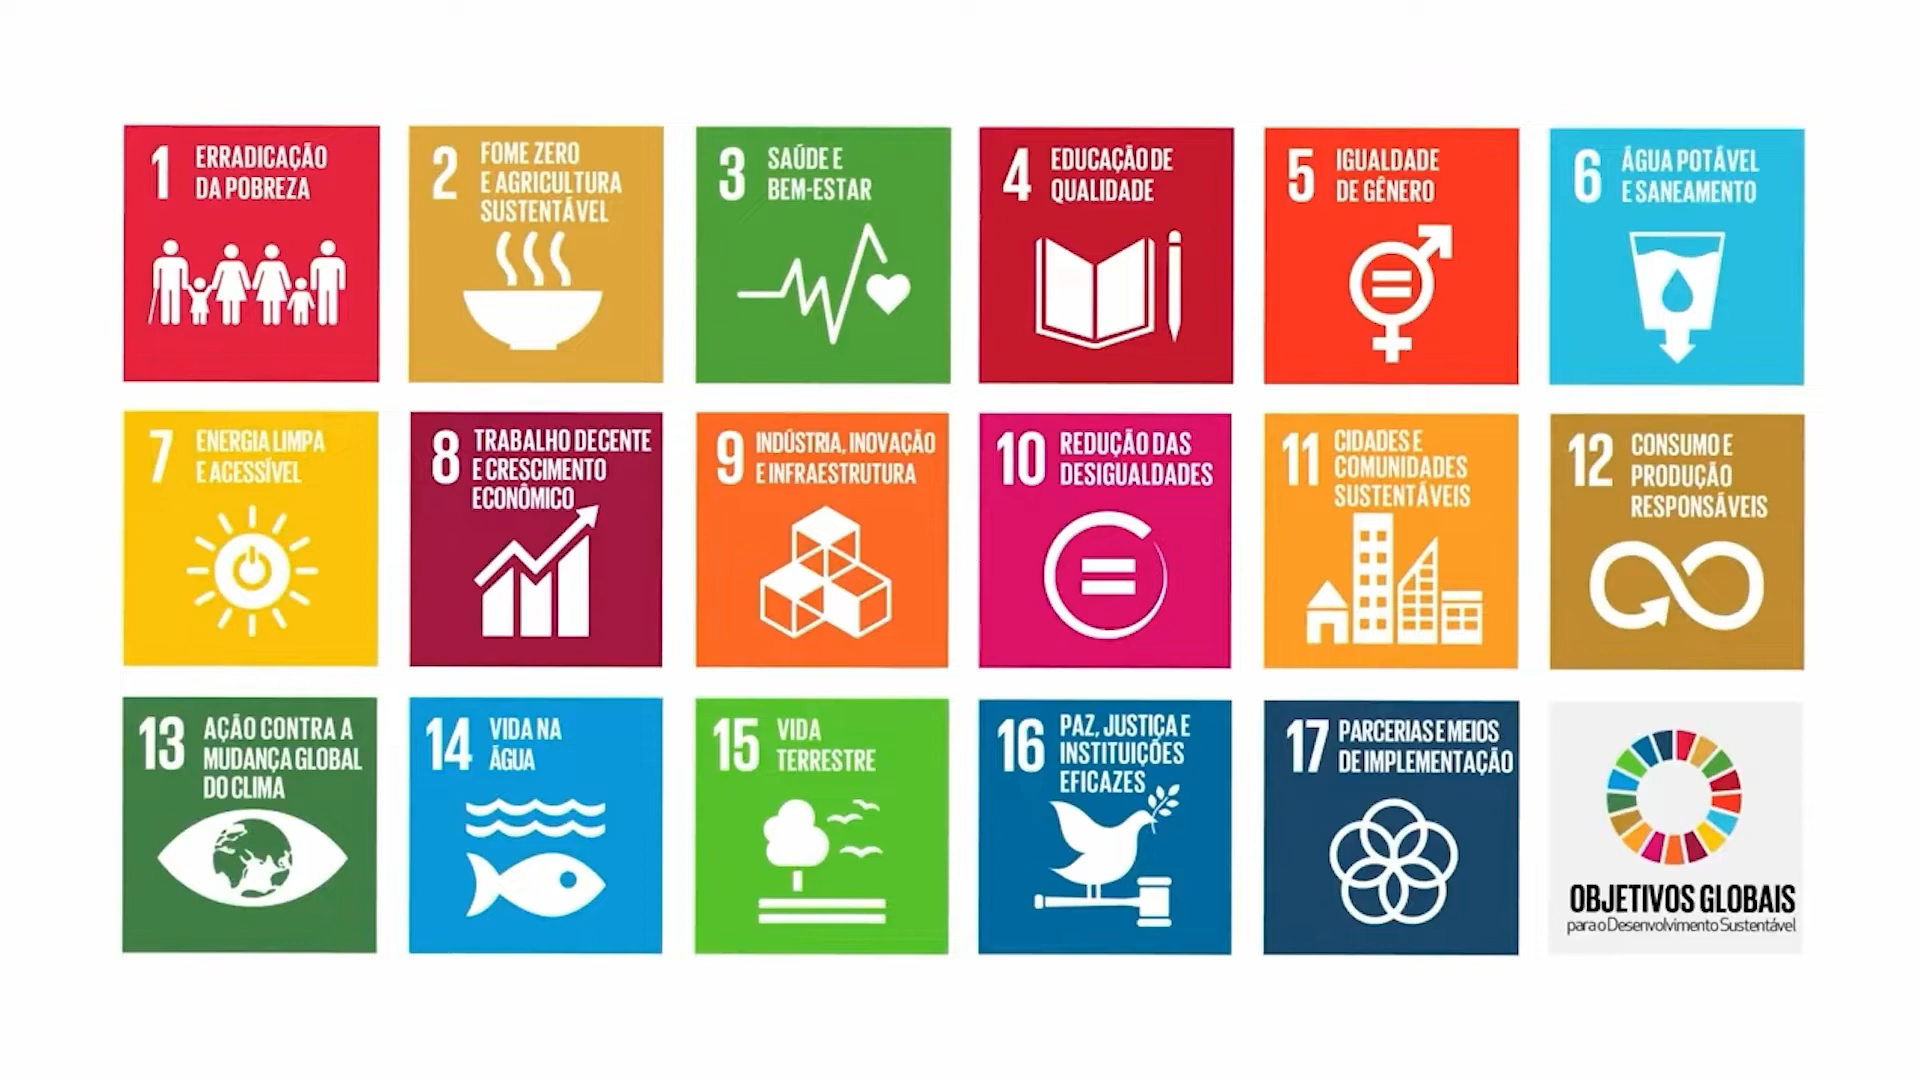 1 ERRADICAÇÃO
DA POBREZA
2 FOME ZERO
E AGRICULTURA
SUSTENTÁVEL
3 SAÚDE E
BEM-ESTAR
4 EDUCAÇÃO DE
QUALIDADE
5 IGUALDADE
DE GÊNERO
6 ÁGUA POTÁVEL
E SANEAMENTO
7 ENERGIA LIMPA
E ACESSÍVEL
8 TRABALHO DECENTE
E CRESCIMENTO
ECONÔMICO
9 INDÚSTRIA, INOVAÇÃO
E INFRAESTRUTURA
10 REDUÇÃO DAS
DESIGUALDADES
11 CIDADES E
COMUNIDADES
SUSTENTÁVEIS
12 CONSUMO E
PRODUÇÃO
RESPONSÁVEIS
13 AÇÃO CONTRA A
MUDANÇA GLOBAL
DO CLIMA
14 VIDA NA
ÁGUA
15 VIDA
TERRESTRE
16 PAZ, JUSTIÇA E
INSTITUIÇÕES
EFICAZES
17 PARCERIAS E MEIOS
DE IMPLEMENTAÇÃO
OBJETIVOS GLOBAIS
para o Desenvolvimento Sustentável